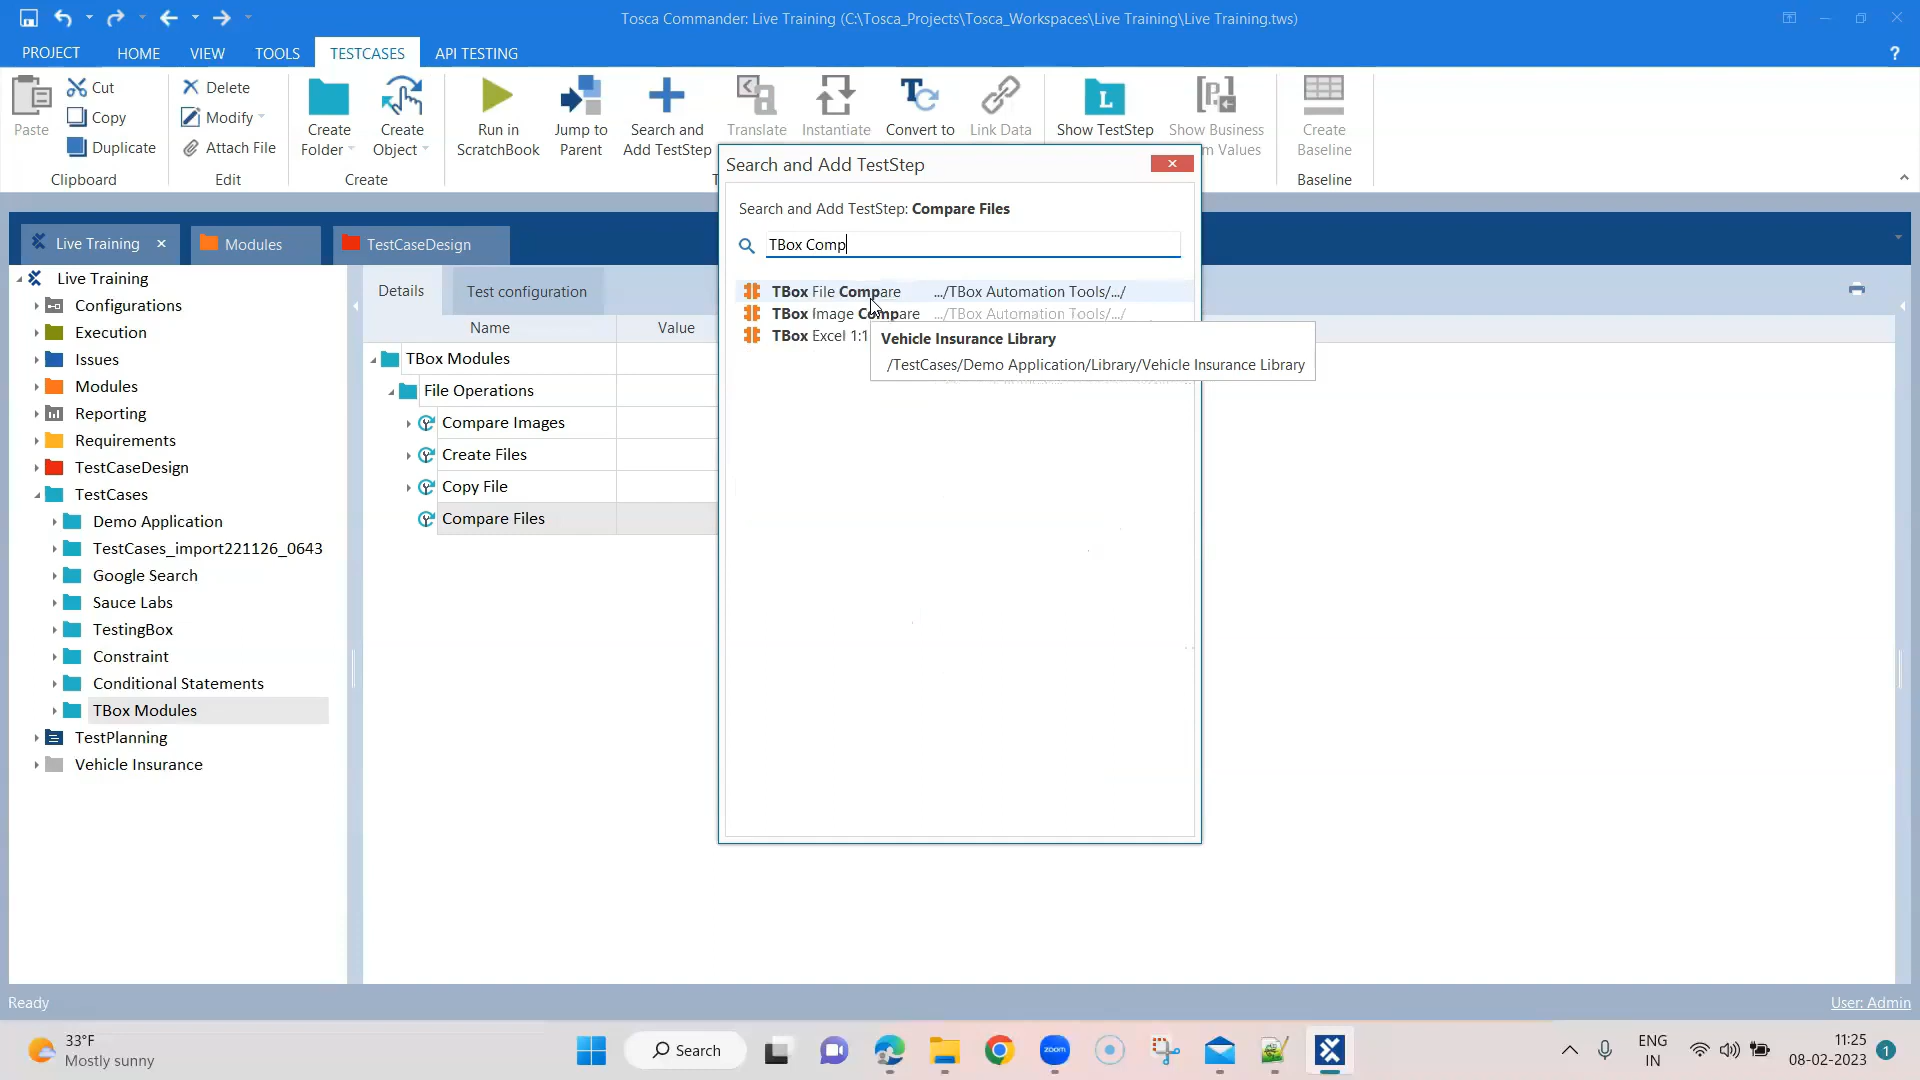 Tosca Commander: Live Training (C:\Tosca_Projects\Tosca_Workspaces\Live Training\Live Training.tws)
PROJECT HOME VIEW TOOLS TESTCASES API TESTING ?
Paste Cut Copy Duplicate
Clipboard
Delete Modify Attach File
Edit
Create Folder Create Object
Create
Run in ScratchBook Jump to Parent Search and Add TestStep Translate Instantiate Convert to Link Data
Show TestStep Show Business
m Values
Create Baseline
Baseline
Live Training Modules TestCaseDesign
Live Training
Configurations
Execution
Issues
Modules
Reporting
Requirements
TestCaseDesign
TestCases
Demo Application
TestCases_import221126_0643
Google Search
Sauce Labs
TestingBox
Constraint
Conditional Statements
TBox Modules
TestPlanning
Vehicle Insurance
Details Test configuration
Name Value
TBox Modules
File Operations
Compare Images
Create Files
Copy File
Compare Files
Search and Add TestStep
Search and Add TestStep: Compare Files
TBox Comp
TBox File Compare .../TBox Automation Tools/.../
TBox Image Compare .../TBox Automation Tools/.../
TBox Excel 1:1
Vehicle Insurance Library
/TestCases/Demo Application/Library/Vehicle Insurance Library
Ready User: Admin
33°F
Mostly sunny
Search
zoom
ENG
IN
11:25
08-02-2023
1